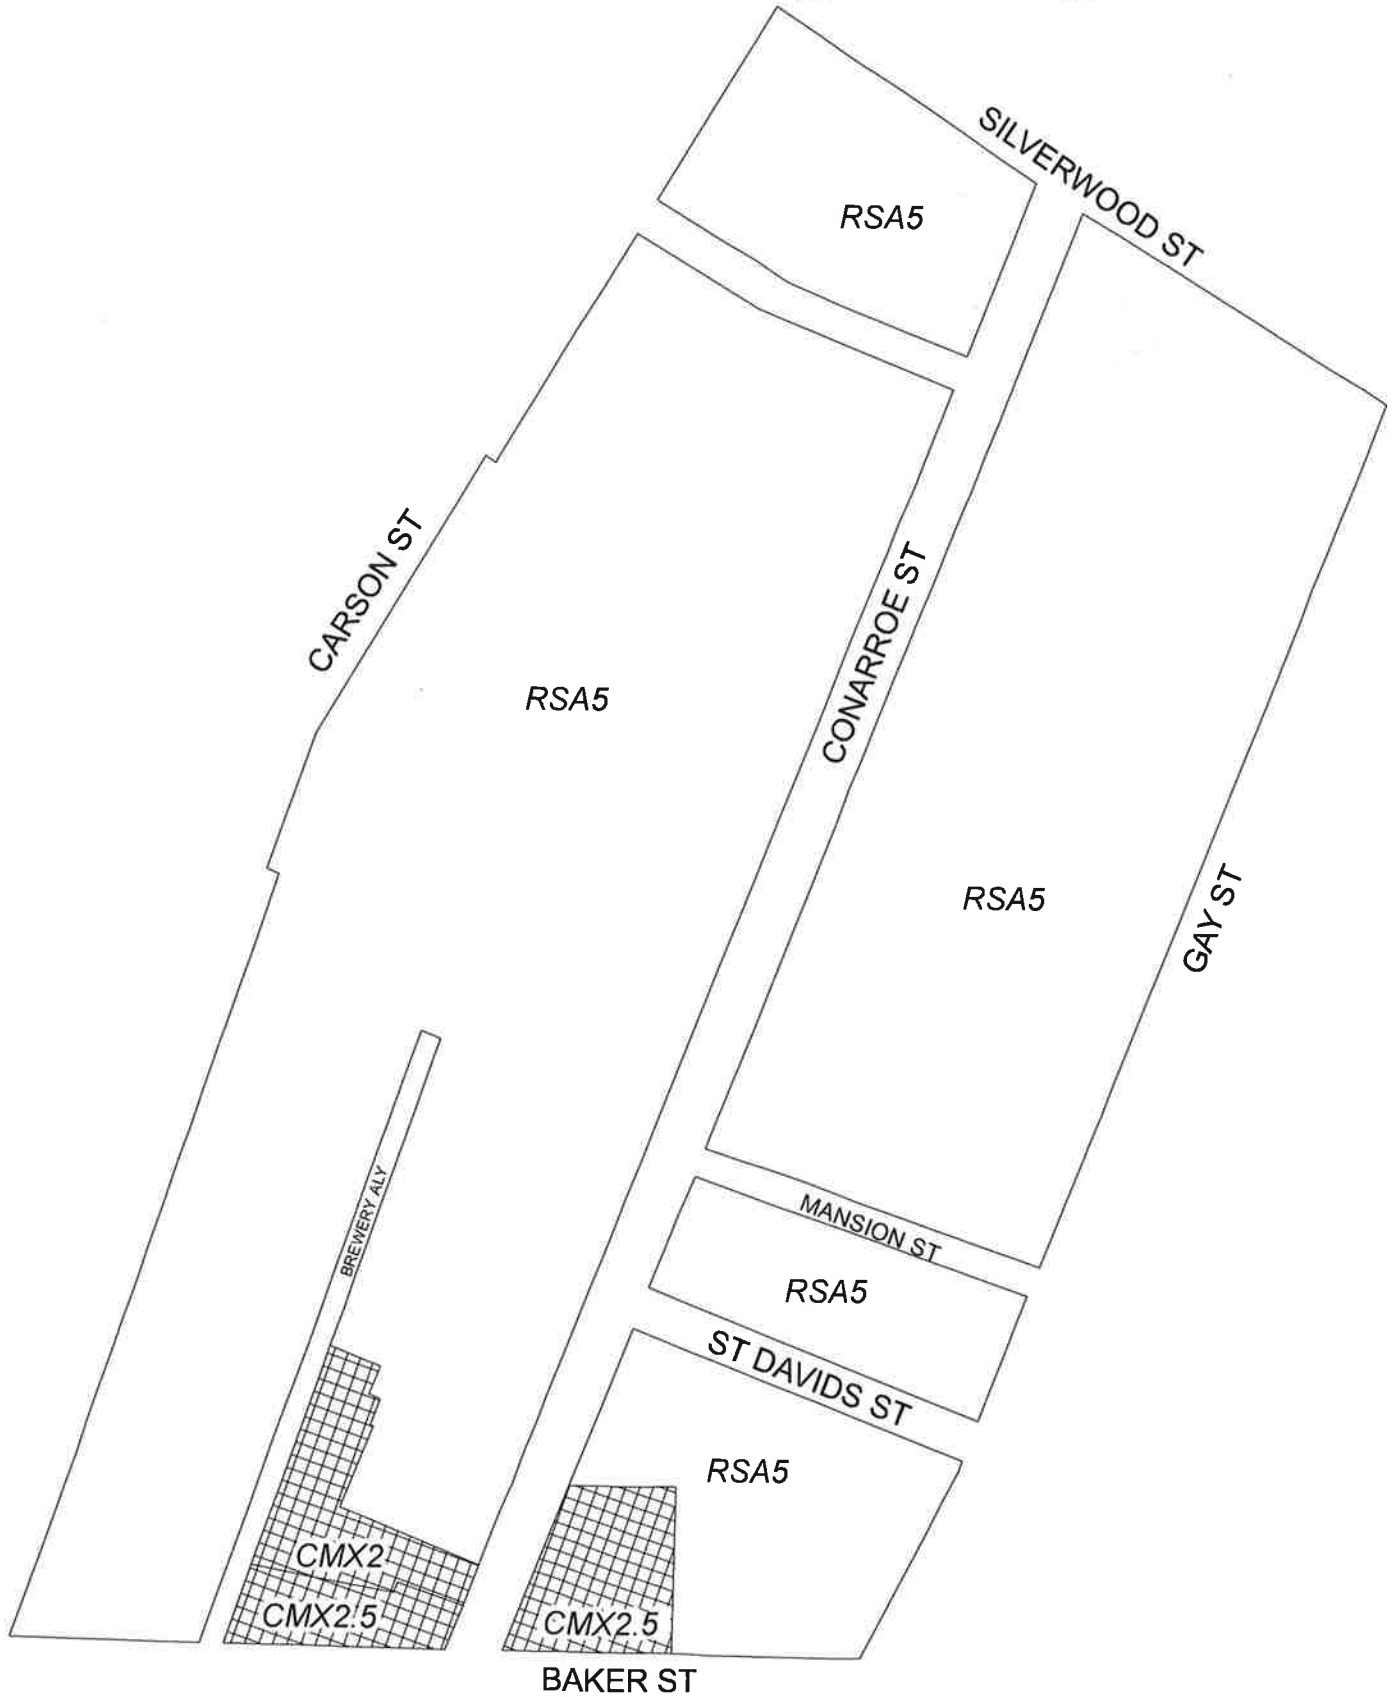 SILVERWOOD ST
RSA5
CARSON ST
CONARROE ST
RSA5
RSA5
GAY ST
BREWERY ALY
MANSION ST
RSA5
ST DAVIDS ST
RSA5
CMX2
CMX2.5
CMX2.5
BAKER ST